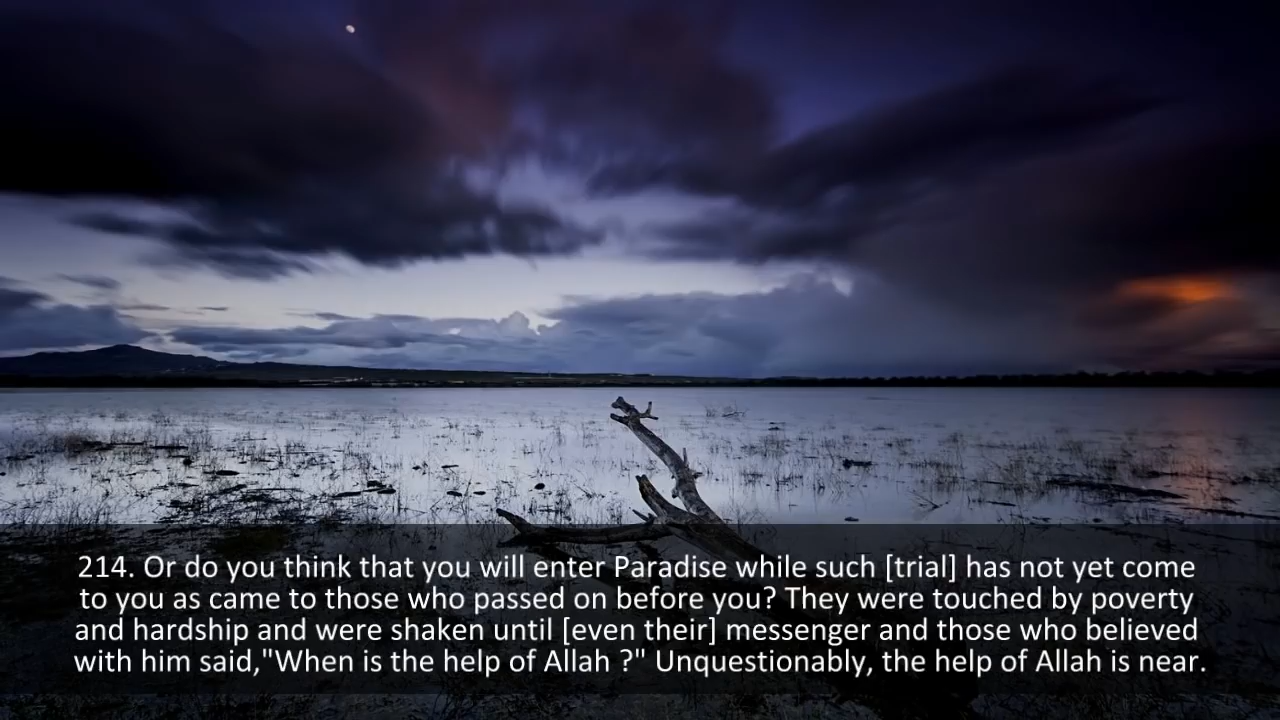 214. Or do you think that you will enter Paradise while such [trial] has not yet come
to you as came to those who passed on before you? They were touched by poverty
and hardship and were shaken until [even their] messenger and those who believed
with him said,"When is the help of Allah ?" Unquestionably, the help of Allah is near.